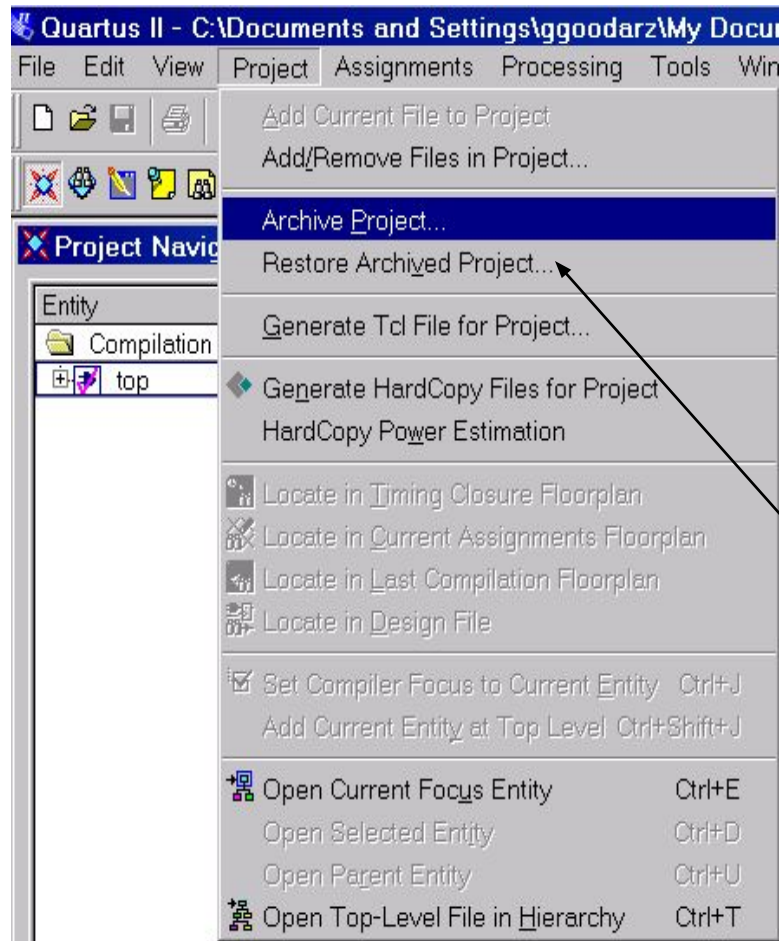 Quartus II - C:\Documents and Settings\ggoodarz\My Docu
File Edit View Project Assignments Processing Tools Win
Add Current File to Project
Add/Remove Files in Project...
Archive Project...
Project Navig
Restore Archived Project...
Entity
Generate Tcl File for Project...
Compilation
top
Generate HardCopy Files for Project
HardCopy Power Estimation
Locate in Timing Closure Floorplan
Locate in Current Assignments Floorplan
Locate in Last Compilation Floorplan
Locate in Design File
Set Compiler Focus to Current Entity Ctrl+J
Add Current Entity at Top Level Ctrl+Shift+J
Open Current Focus Entity Ctrl+E
Open Selected Entity Ctrl+D
Open Parent Entity Ctrl+U
Open Top-Level File in Hierarchy Ctrl+T